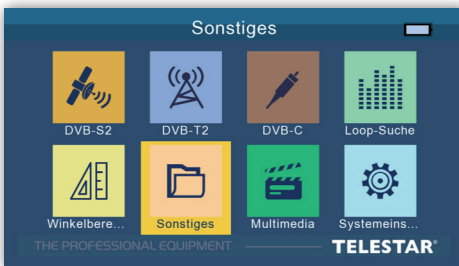 Sonstiges
DVB-S2 DVB-T2 DVB-C Loop-Suche
Winkelbere... Sonstiges Multimedia Systemeins...
THE PROFESSIONAL EQUIPMENT TELESTAR®